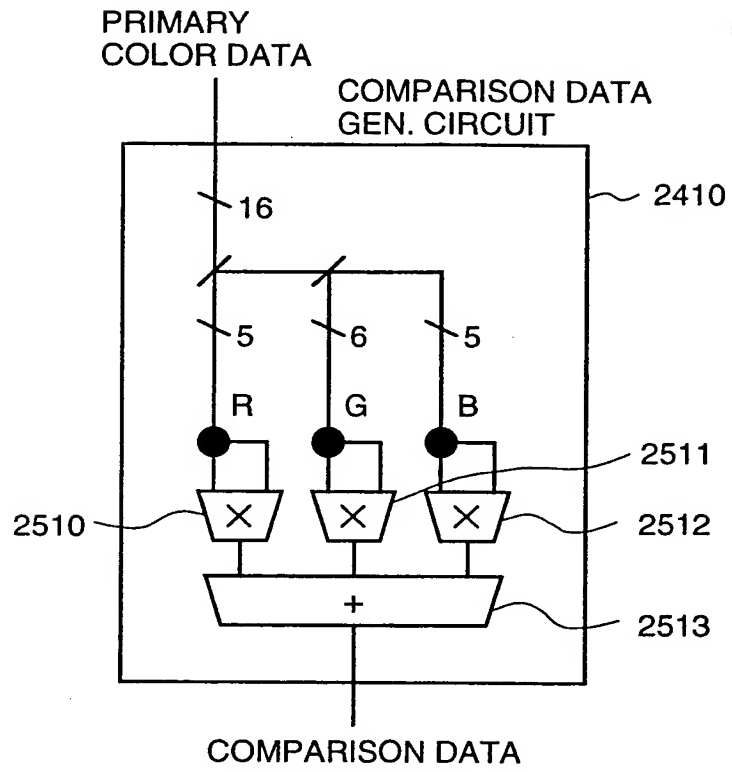 PRIMARY
COLOR DATA
COMPARISON DATA
GEN. CIRCUIT
2410
16
5
6
5
R
G
B
2511
2510
×
×
×
2512
+
2513
COMPARISON DATA